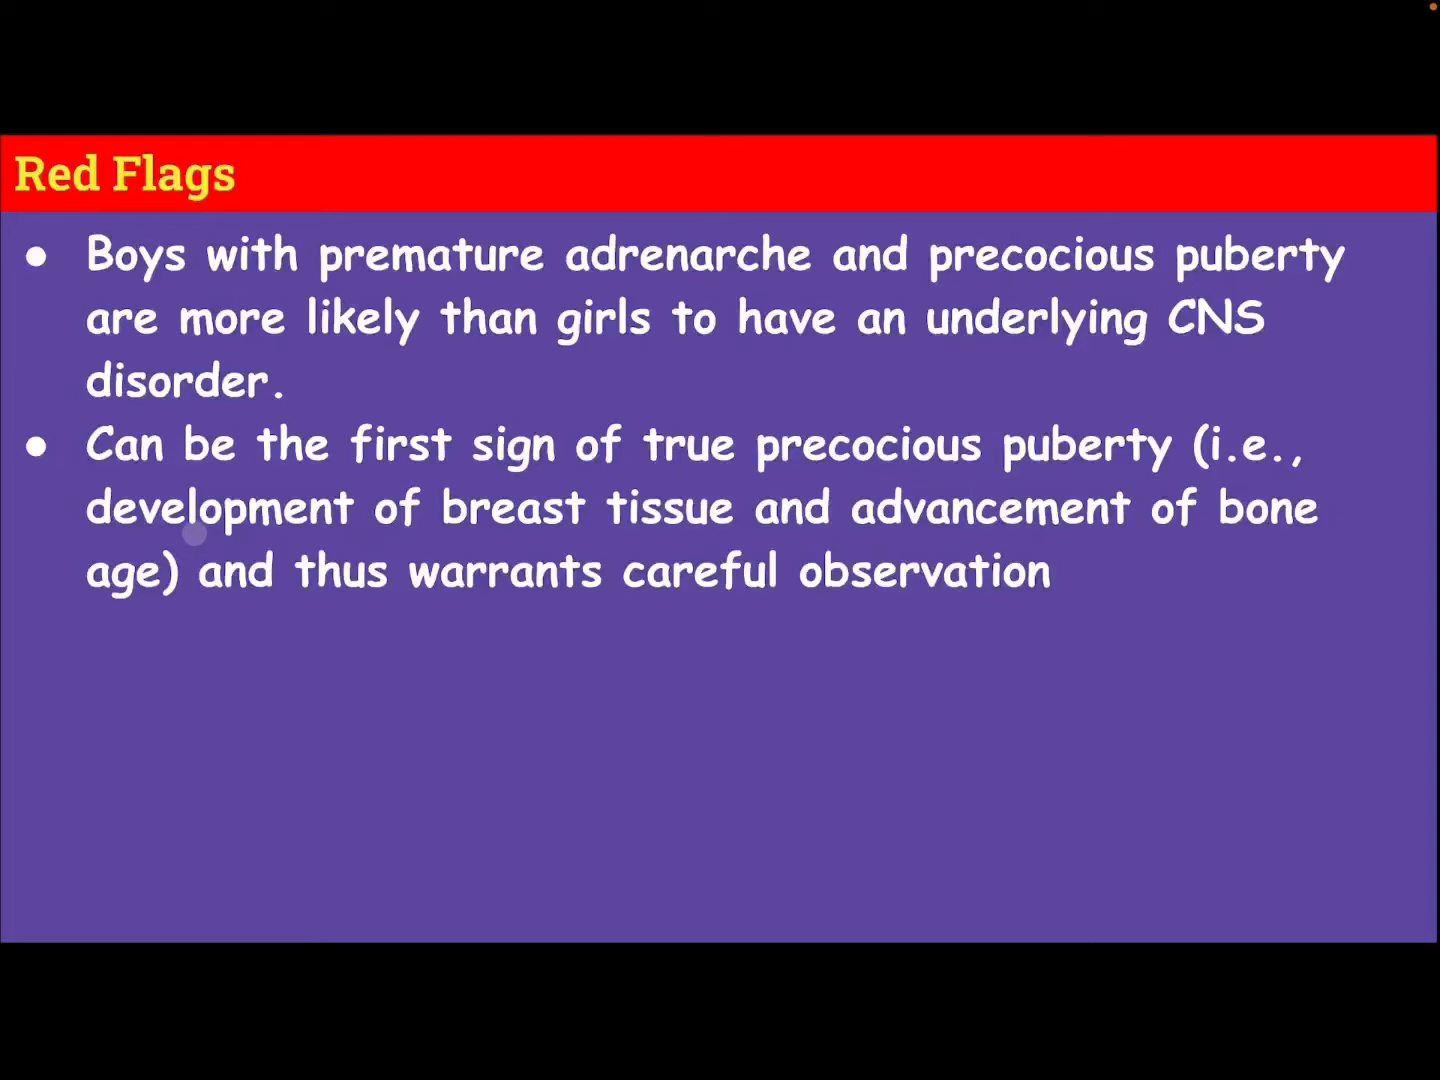 Red Flags
● Boys with premature adrenarche and precocious puberty
are more likely than girls to have an underlying CNS
disorder.
● Can be the first sign of true precocious puberty (i.e.,
development of breast tissue and advancement of bone
age) and thus warrants careful observation